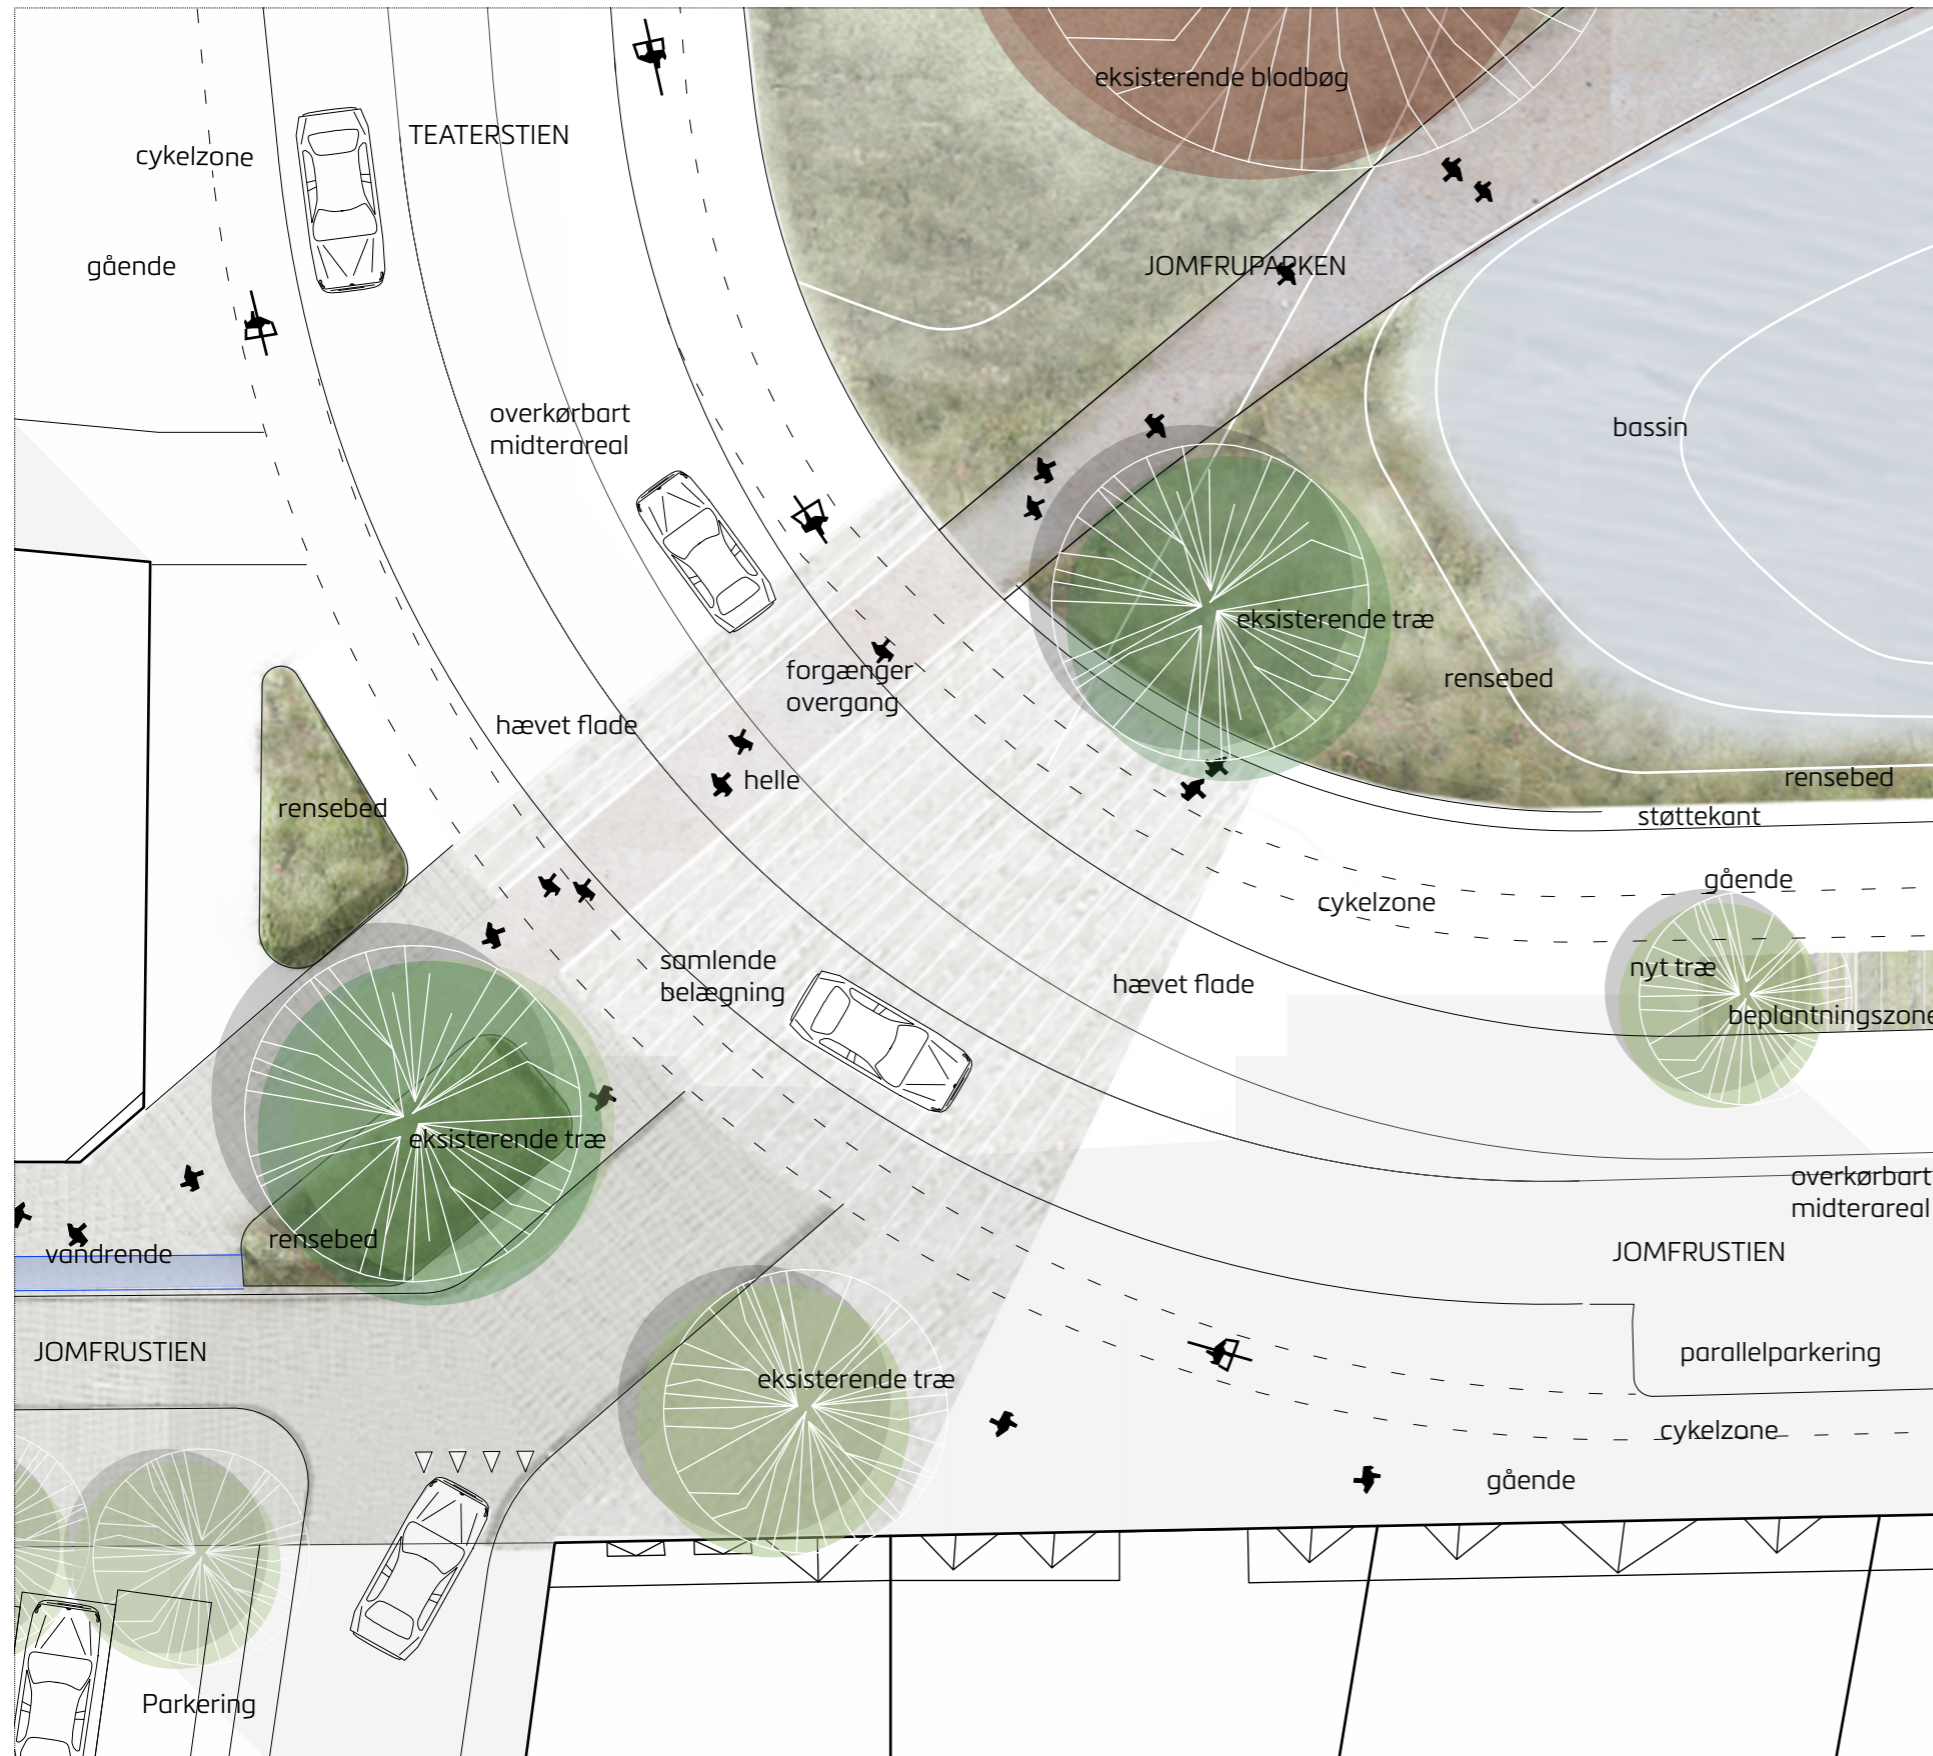 eksisterende blodbøg
TEATERSTIEN
cykelzone
gående
JOMFRUPARKEN
overkørbart
midterareal
bassin
eksisterende træ
forgænger
overgang
rensebed
hævet flade
helle
rensebed
rensebed
støttekant
gående
cykelzone
samlende
belægning
nyt træ
hævet flade
beplantningszone
eksisterende træ
overkørbart
midterareal
rensebed
vandrende
JOMFRUSTIEN
JOMFRUSTIEN
parallelparkering
eksisterende træ
cykelzone
gående
Parkering